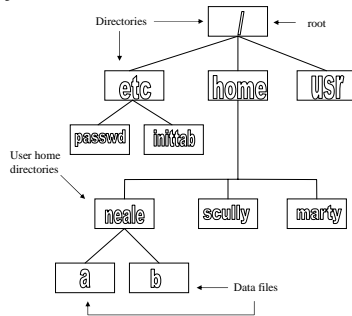 Directories
/
root
etc
home
usr
passwd
inittab
User home
directories
neale
scully
marty
a
b
Data files